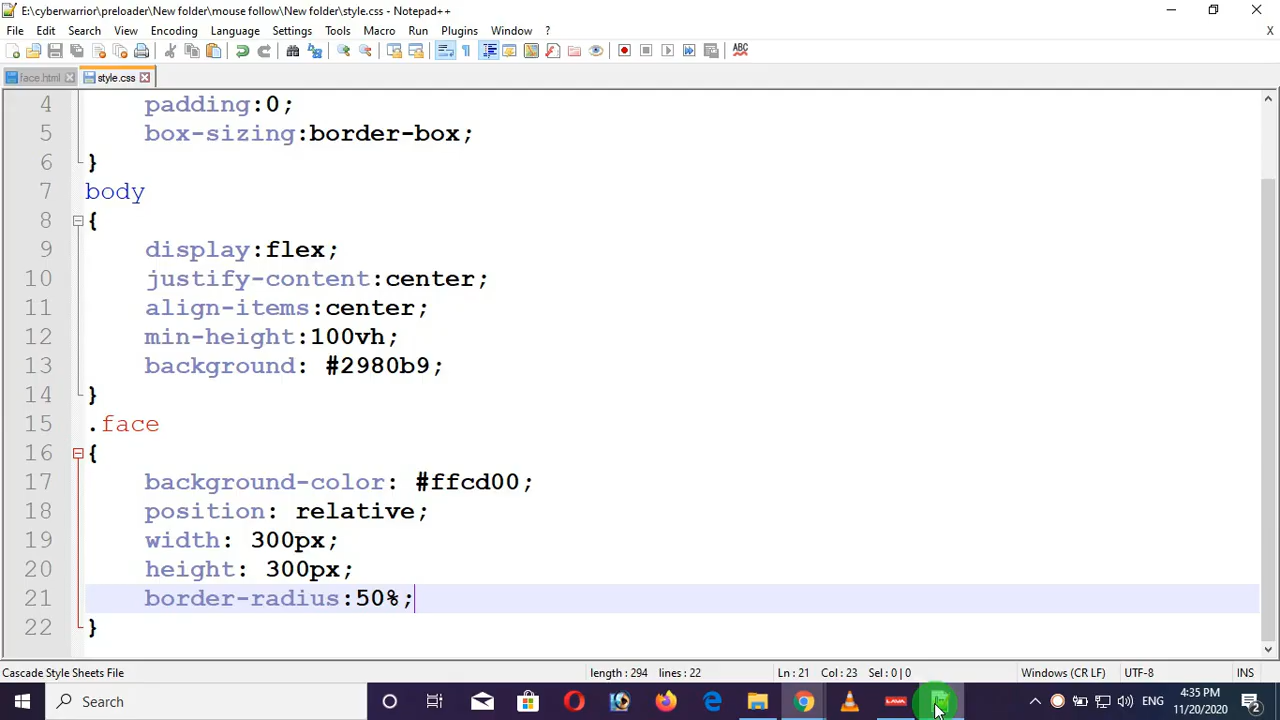 E:\cyberwarrior\preloader\New folder\mouse follow\New folder\style.css - Notepad++
File Edit Search View Encoding Language Settings Tools Macro Run Plugins Window ? X
ABC
face.html style.css
4 padding:0;
5 box-sizing:border-box;
6 }
7 body
8 {
9 display:flex;
10 justify-content:center;
11 align-items:center;
12 min-height:100vh;
13 background: #2980b9;
14 }
15 .face
16 {
17 background-color: #ffcd00;
18 position: relative;
19 width: 300px;
20 height: 300px;
21 border-radius:50%;
22 }
Cascade Style Sheets File length : 294 lines : 22 Ln : 21 Col : 23 Sel : 0 | 0 Windows (CR LF) UTF-8 INS
Search LAVA ENG 4:35 PM
11/20/2020 2